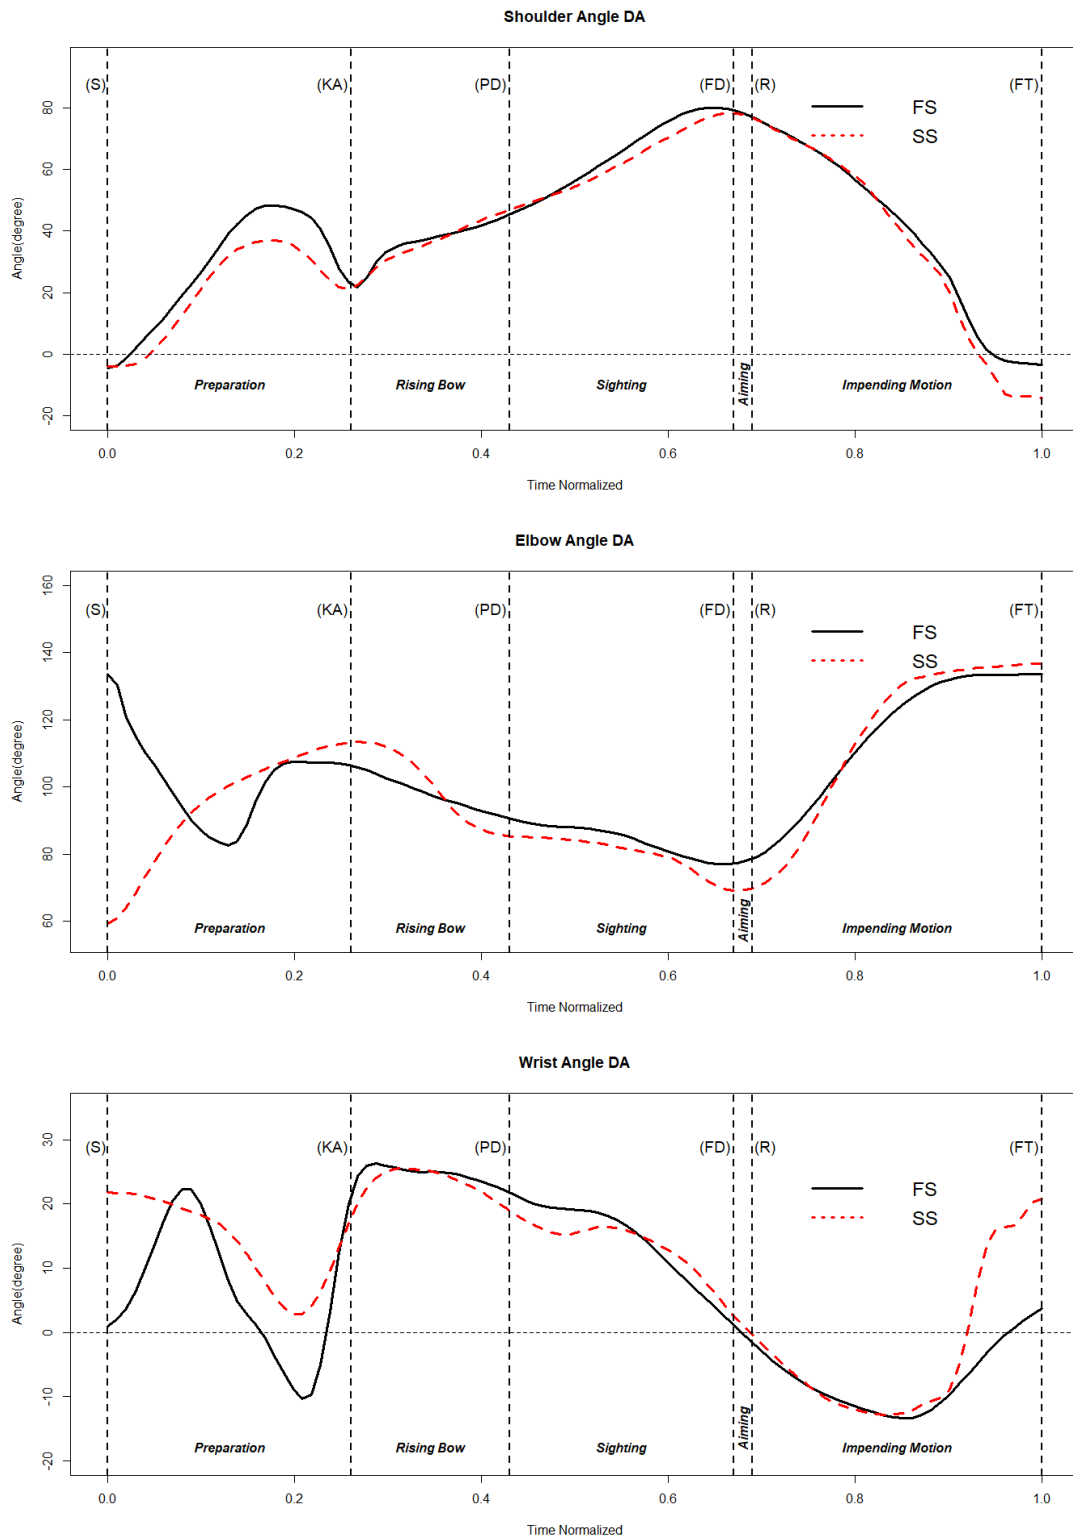 Shoulder Angle DA
(S) (KA) (PD) (FD) (R) (FT)
FS
SS
80
60
40
20
0
-20
Angle(degree)
Preparation Rising Bow Sighting Aiming Impending Motion
0.0 0.2 0.4 0.6 0.8 1.0
Time Normalized
Elbow Angle DA
(S) (KA) (PD) (FD) (R) (FT)
FS
SS
160
140
120
100
80
60
Angle(degree)
Preparation Rising Bow Sighting Aiming Impending Motion
0.0 0.2 0.4 0.6 0.8 1.0
Time Normalized
Wrist Angle DA
(S) (KA) (PD) (FD) (R) (FT)
FS
SS
30
20
10
0
-10
-20
Angle(degree)
Preparation Rising Bow Sighting Aiming Impending Motion
0.0 0.2 0.4 0.6 0.8 1.0
Time Normalized